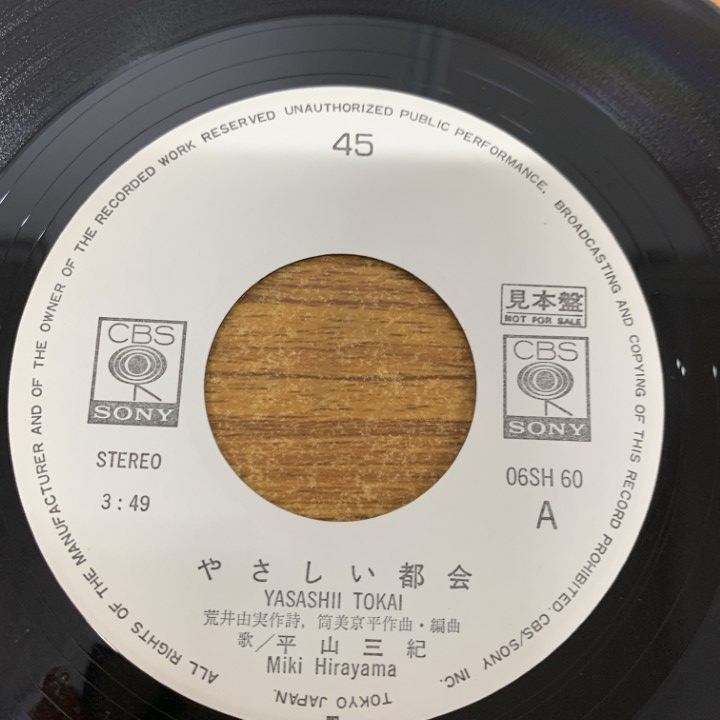 45
ALL RIGHTS OF THE MANUFACTURER AND OF THE OWNER OF THE RECORDED WORK RESERVED UNAUTHORIZED PUBLIC PERFORMANCE, BROADCASTING AND COPYING OF THIS RECORD PROHIBITED. CBS/SONY INC. TOKYO JAPAN.
見本盤
NOT FOR SALE
CBS
SONY
CBS
SONY
STEREO
3:49
06SH 60
A
やさしい都会
YASASHII TOKAI
荒井由実作詩,筒美京平作曲・編曲
歌/平山三紀
Miki Hirayama